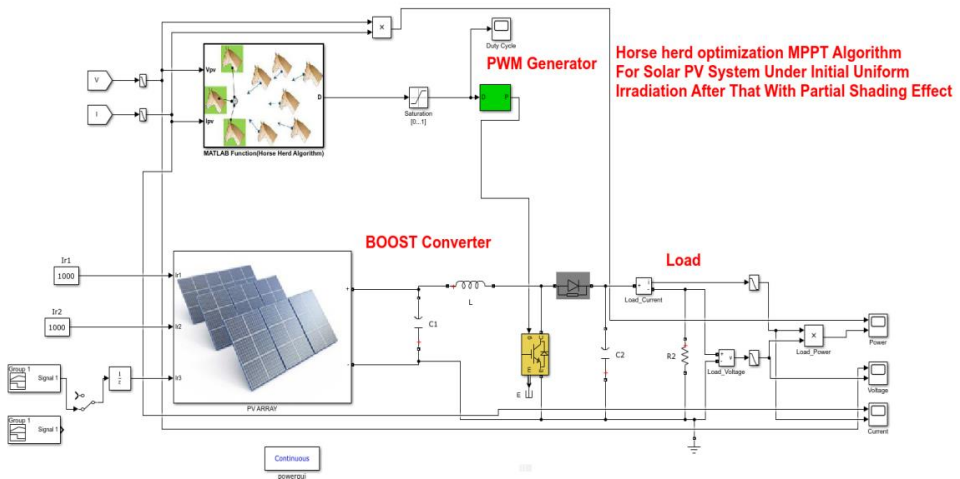 ×
Duty Cycle
Horse herd optimization MPPT Algorithm
For Solar PV System Under Initial Uniform
Irradiation After That With Partial Shading Effect
PWM Generator
V
I
Vpv
Ipv
D
Saturation
[0...1]
D
P
MATLAB Function(Horse Herd Algorithm)
BOOST Converter
Load
Ir1
1000
Ir2
1000
Ir1
Ir2
Ir3
+
-
PV ARRAY
Group 1
Signal 1
Group 1
Signal 1
L
C1
g
C
E
E
C2
Load_Current
R2
Load_Voltage
×
Load_Power
Power
Voltage
Current
Continuous
powergui